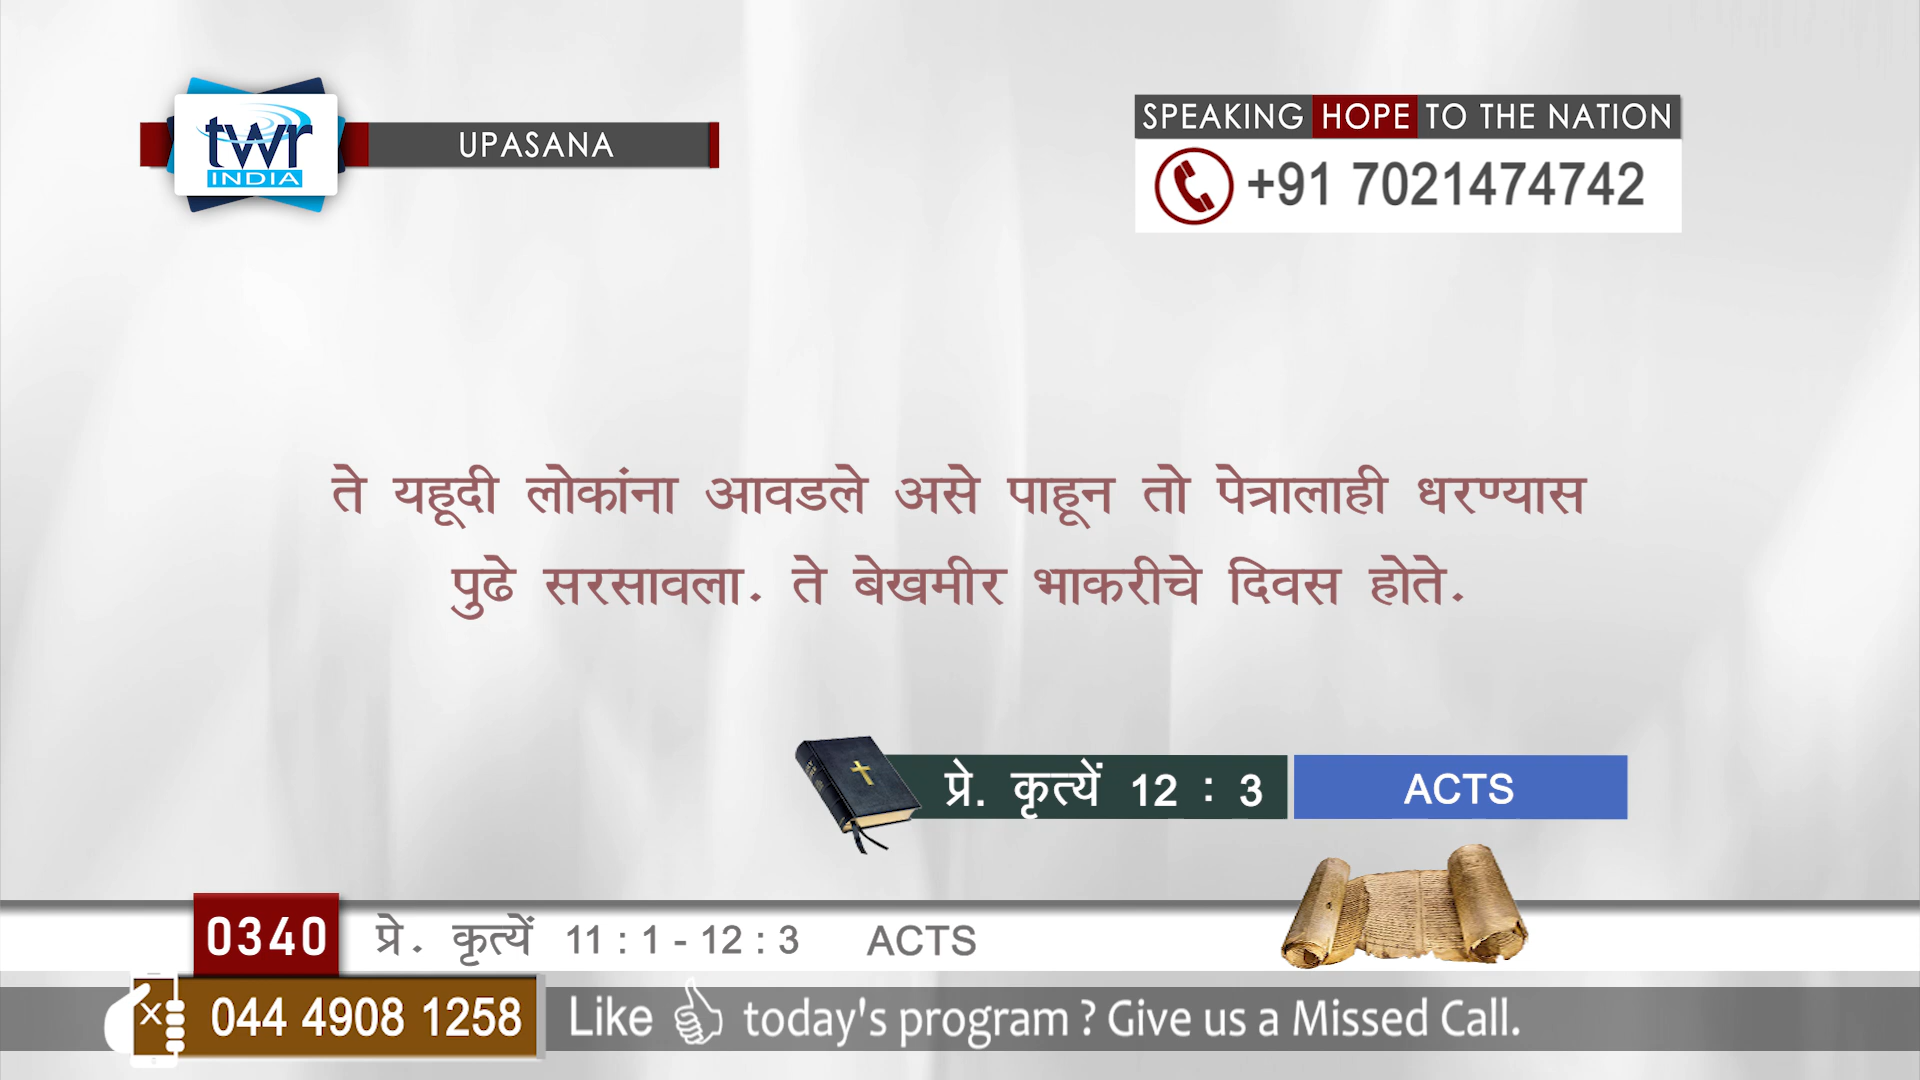 twr
INDIA
UPASANA
SPEAKING HOPE TO THE NATION
+91 7021474742
ते यहूदी लोकांना आवडले असे पाहून तो पेत्रालाही धरण्यास
पुढे सरसावला. ते बेखमीर भाकरीचे दिवस होते.
प्रे. कृत्यें 12 : 3 ACTS
0340 प्रे. कृत्यें 11 : 1 - 12 : 3 ACTS
X 044 4908 1258 Like today's program ? Give us a Missed Call.